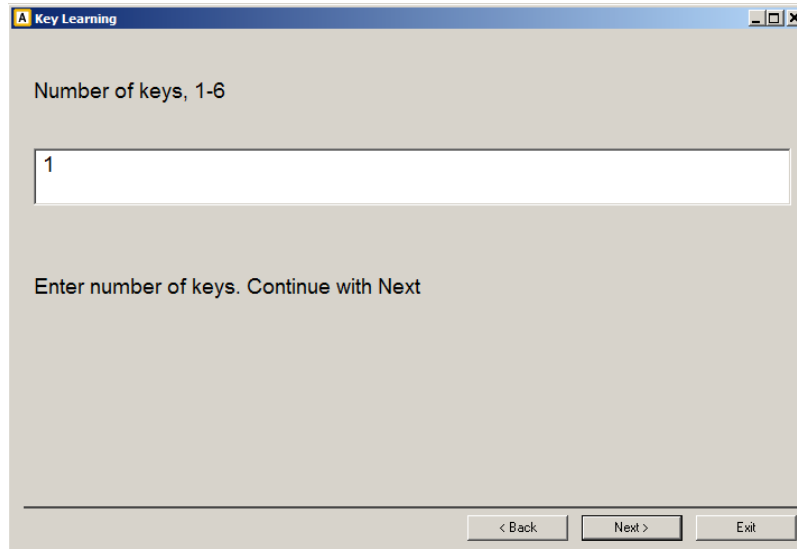 A Key Learning
Number of keys, 1-6
1
Enter number of keys. Continue with Next
< Back Next > Exit